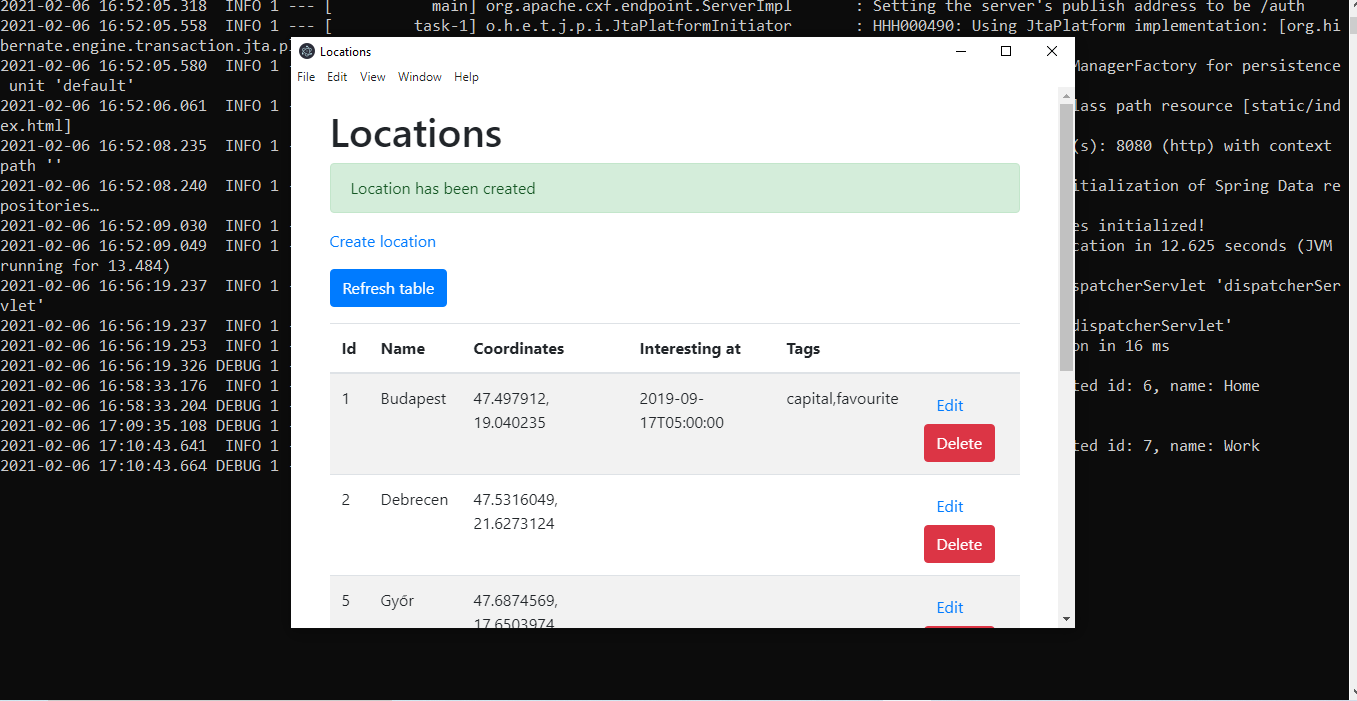 2021-02-06 16:52:05.318  INFO 1 --- [           main] org.apache.cxf.endpoint.ServerImpl       : Setting the server's publish address to be /auth
2021-02-06 16:52:05.558  INFO 1 --- [         task-1] o.h.e.t.j.p.i.JtaPlatformInitiator       : HHH000490: Using JtaPlatform implementation: [org.hi
bernate.engine.transaction.jta.p
2021-02-06 16:52:05.580  INFO 1 - ManagerFactory for persistence
unit 'default'
2021-02-06 16:52:06.061  INFO 1 - lass path resource [static/ind
ex.html]
2021-02-06 16:52:08.235  INFO 1 - (s): 8080 (http) with context
path ''
2021-02-06 16:52:08.240  INFO 1 - itialization of Spring Data re
positories…
2021-02-06 16:52:09.030  INFO 1 - es initialized!
2021-02-06 16:52:09.049  INFO 1 - cation in 12.625 seconds (JVM
running for 13.484)
2021-02-06 16:56:19.237  INFO 1 - spatcherServlet 'dispatcherSer
vlet'
2021-02-06 16:56:19.237  INFO 1 - dispatcherServlet'
2021-02-06 16:56:19.253  INFO 1 - on in 16 ms
2021-02-06 16:56:19.326 DEBUG 1 -
2021-02-06 16:58:33.176  INFO 1 - ted id: 6, name: Home
2021-02-06 16:58:33.204 DEBUG 1 -
2021-02-06 17:09:35.108 DEBUG 1 -
2021-02-06 17:10:43.641  INFO 1 - ted id: 7, name: Work
2021-02-06 17:10:43.664 DEBUG 1 -
Locations
File Edit View Window Help
Locations
Location has been created
Create location
Refresh table
Id Name Coordinates Interesting at Tags
1 Budapest 47.497912, 2019-09- capital,favourite Edit
19.040235 17T05:00:00
Delete
2 Debrecen 47.5316049, Edit
21.6273124
Delete
5 Győr 47.6874569, Edit
17.6503974